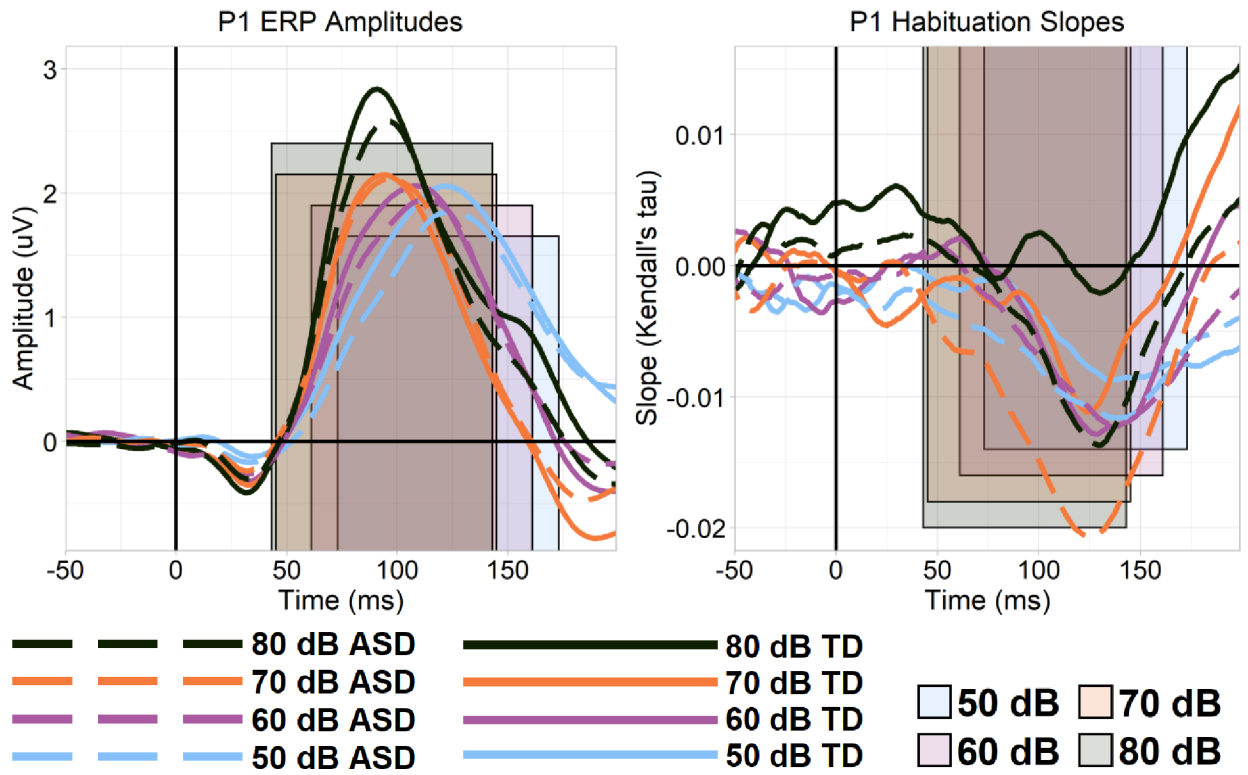 P1 ERP Amplitudes
Amplitude (uV)
3
2
1
0
-50
0
50
100
150
Time (ms)
P1 Habituation Slopes
Slope (Kendall's tau)
0.01
0.00
-0.01
-0.02
-50
0
50
100
150
Time (ms)
80 dB ASD
70 dB ASD
60 dB ASD
50 dB ASD
80 dB TD
70 dB TD
60 dB TD
50 dB TD
50 dB
70 dB
60 dB
80 dB